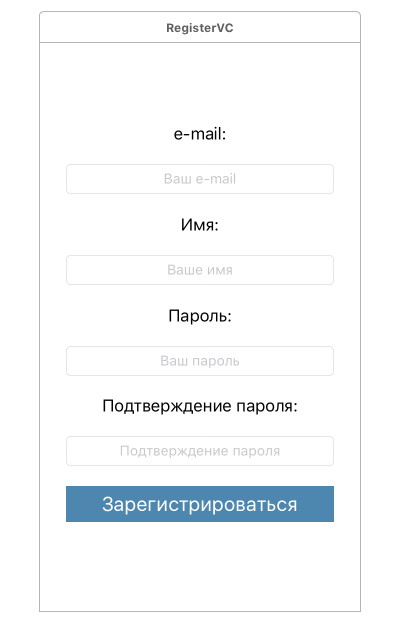 RegisterVC
e-mail:
Ваш e-mail
Имя:
Ваше имя
Пароль:
Ваш пароль
Подтверждение пароля:
Подтверждение пароля
Зарегистрироваться